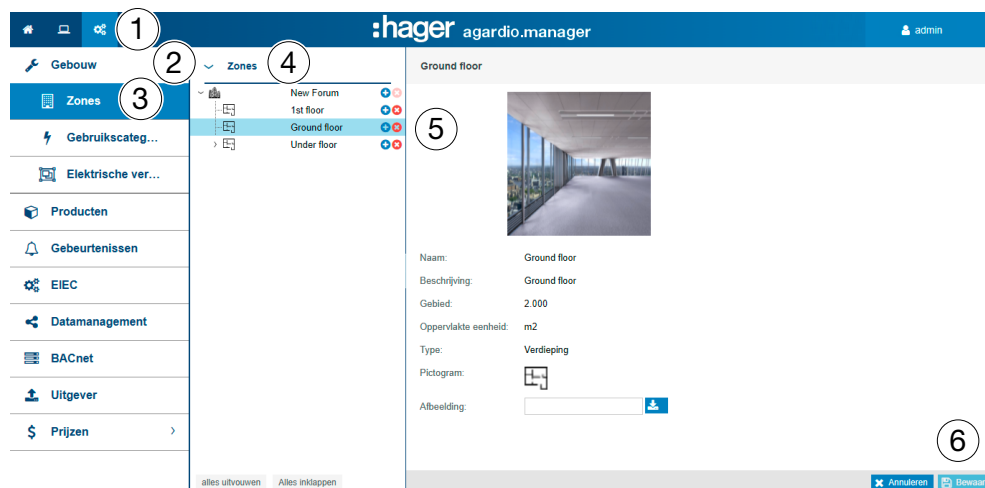 1
:hager agardio.manager
admin
Gebouw
2
Zones
4
Ground floor
Zones
3
New Forum
1st floor
Ground floor
Under floor
5
Gebruikscateg...
Elektrische ver...
Producten
Gebeurtenissen
EIEC
Datamanagement
BACnet
Uitgever
Prijzen
Naam: Ground floor
Beschrijving: Ground floor
Gebied: 2.000
Oppervlakte eenheid: m2
Type: Verdieping
Pictogram:
Afbeelding:
6
alles uitvouwen Alles inklappen
Annuleren Bewaar